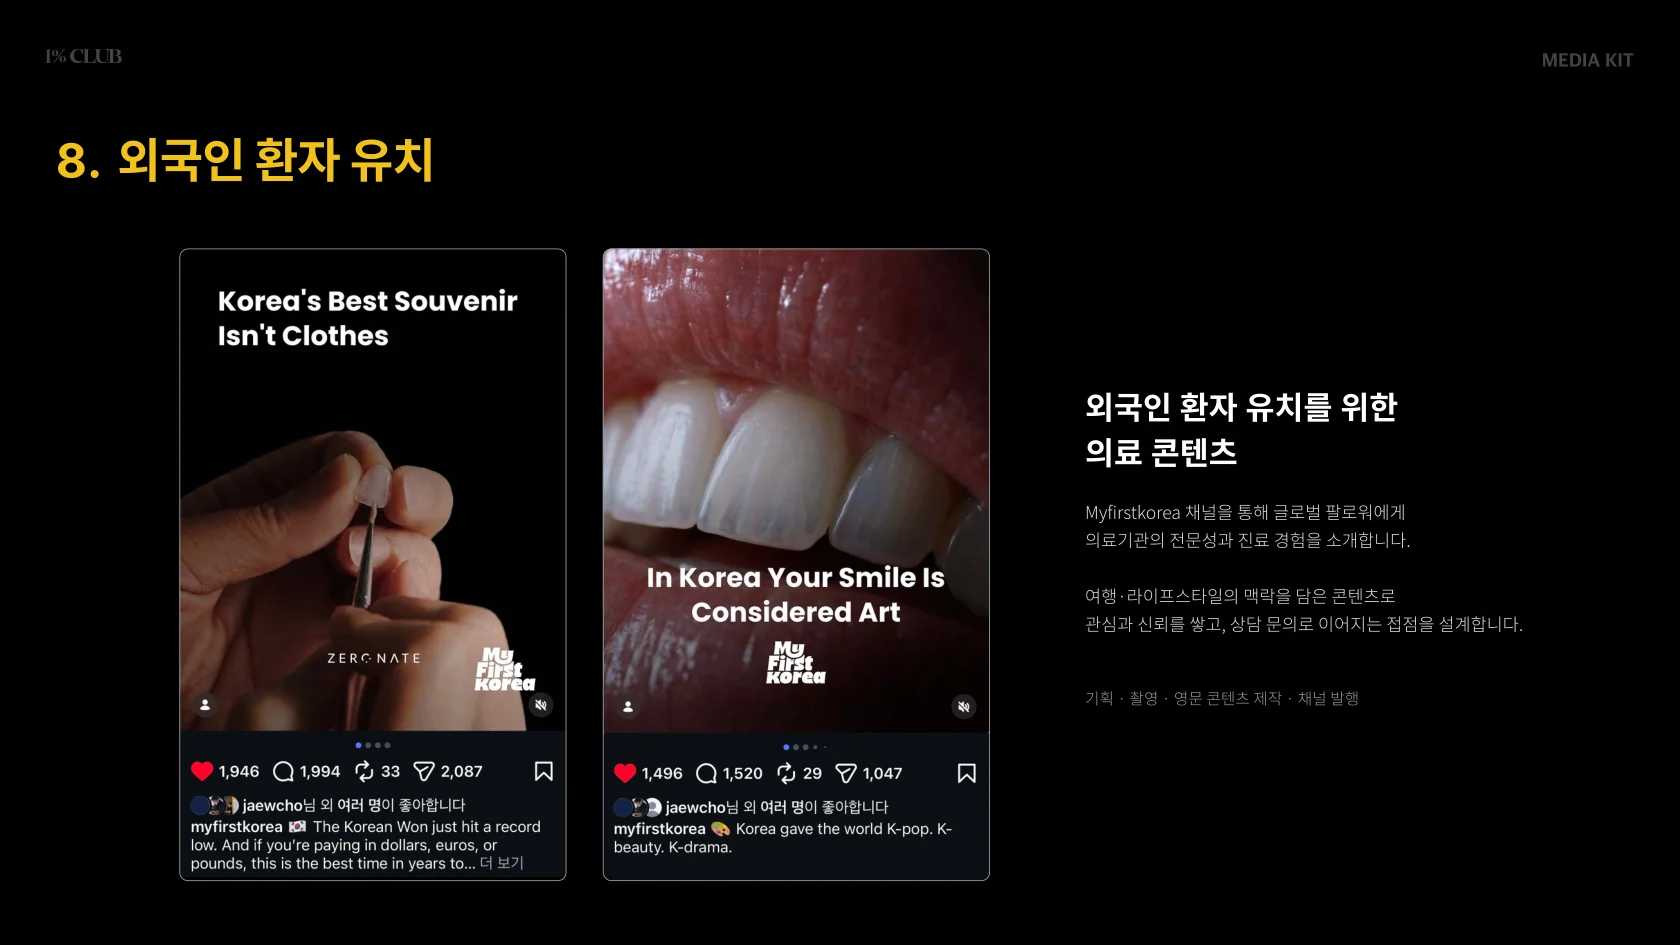 1% CLUB
MEDIA KIT
8. 외국인 환자 유치
Korea's Best Souvenir
Isn't Clothes
ZERONATE
My
First
Korea
1,946 1,994 33 2,087
jaewcho님 외 여러 명이 좋아합니다
myfirstkorea 🇰🇷 The Korean Won just hit a record
low. And if you're paying in dollars, euros, or
pounds, this is the best time in years to... 더 보기
In Korea Your Smile Is
Considered Art
My
First
Korea
1,496 1,520 29 1,047
jaewcho님 외 여러 명이 좋아합니다
myfirstkorea 🎨 Korea gave the world K-pop. K-
beauty. K-drama.
외국인 환자 유치를 위한
의료 콘텐츠
Myfirstkorea 채널을 통해 글로벌 팔로워에게
의료기관의 전문성과 진료 경험을 소개합니다.
여행·라이프스타일의 맥락을 담은 콘텐츠로
관심과 신뢰를 쌓고, 상담 문의로 이어지는 접점을 설계합니다.
기획 · 촬영 · 영문 콘텐츠 제작 · 채널 발행